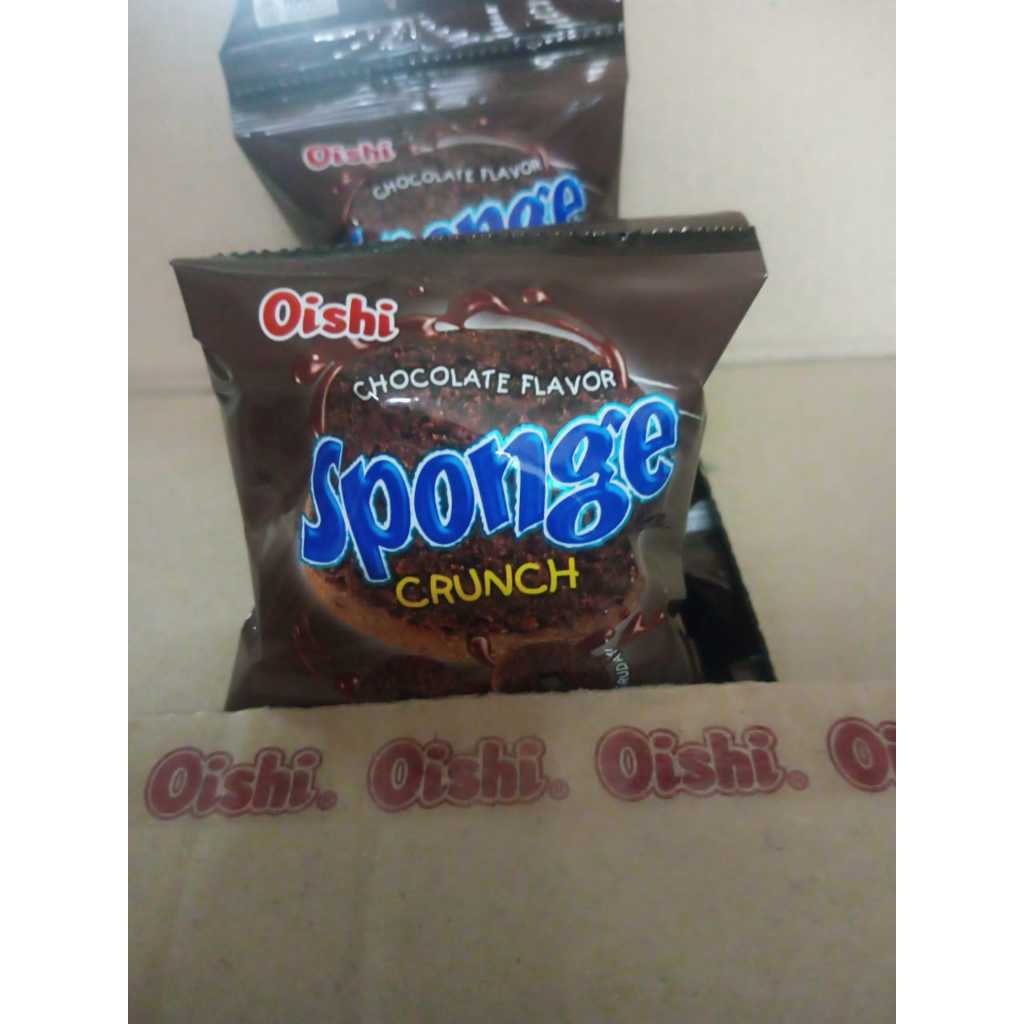 Oishi
CHOCOLATE FLAVOR
Sponge
Oishi
CHOCOLATE FLAVOR
Sponge
CRUNCH
Oishi® Oishi® Oishi® Oi